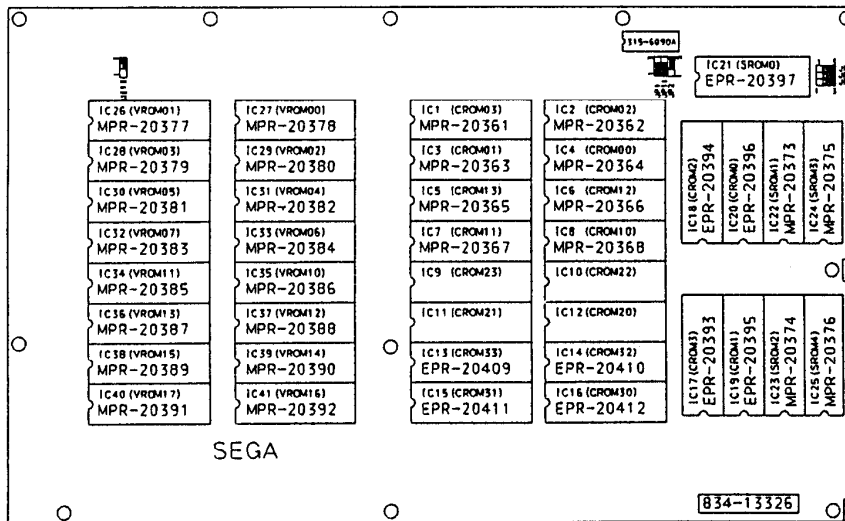 315-6090A
IC21 (SROM0)
EPR-20397
IC26 (VROM01)
MPR-20377
IC27 (VROM00)
MPR-20378
IC1 (CROM03)
MPR-20361
IC2 (CROM02)
MPR-20362
IC28 (VROM03)
MPR-20379
IC29 (VROM02)
MPR-20380
IC3 (CROM01)
MPR-20363
IC4 (CROM00)
MPR-20364
IC30 (VROM05)
MPR-20381
IC31 (VROM04)
MPR-20382
IC5 (CROM13)
MPR-20365
IC6 (CROM12)
MPR-20366
IC32 (VROM07)
MPR-20383
IC33 (VROM06)
MPR-20384
IC7 (CROM11)
MPR-20367
IC8 (CROM10)
MPR-20368
IC34 (VROM11)
MPR-20385
IC35 (VROM10)
MPR-20386
IC9 (CROM23)
IC10 (CROM22)
IC36 (VROM13)
MPR-20387
IC37 (VROM12)
MPR-20388
IC11 (CROM21)
IC12 (CROM20)
IC38 (VROM15)
MPR-20389
IC39 (VROM14)
MPR-20390
IC13 (CROM33)
EPR-20409
IC14 (CROM32)
EPR-20410
IC40 (VROM17)
MPR-20391
IC41 (VROM16)
MPR-20392
IC15 (CROM31)
EPR-20411
IC16 (CROM30)
EPR-20412
IC18 (CROM2)
EPR-20394
IC20 (CROM0)
EPR-20396
IC22 (SROM1)
MPR-20373
IC24 (SROM3)
MPR-20375
IC17 (CROM3)
EPR-20393
IC19 (CROM1)
EPR-20395
IC23 (SROM2)
MPR-20374
IC25 (SROM4)
MPR-20376
SEGA
834-13326